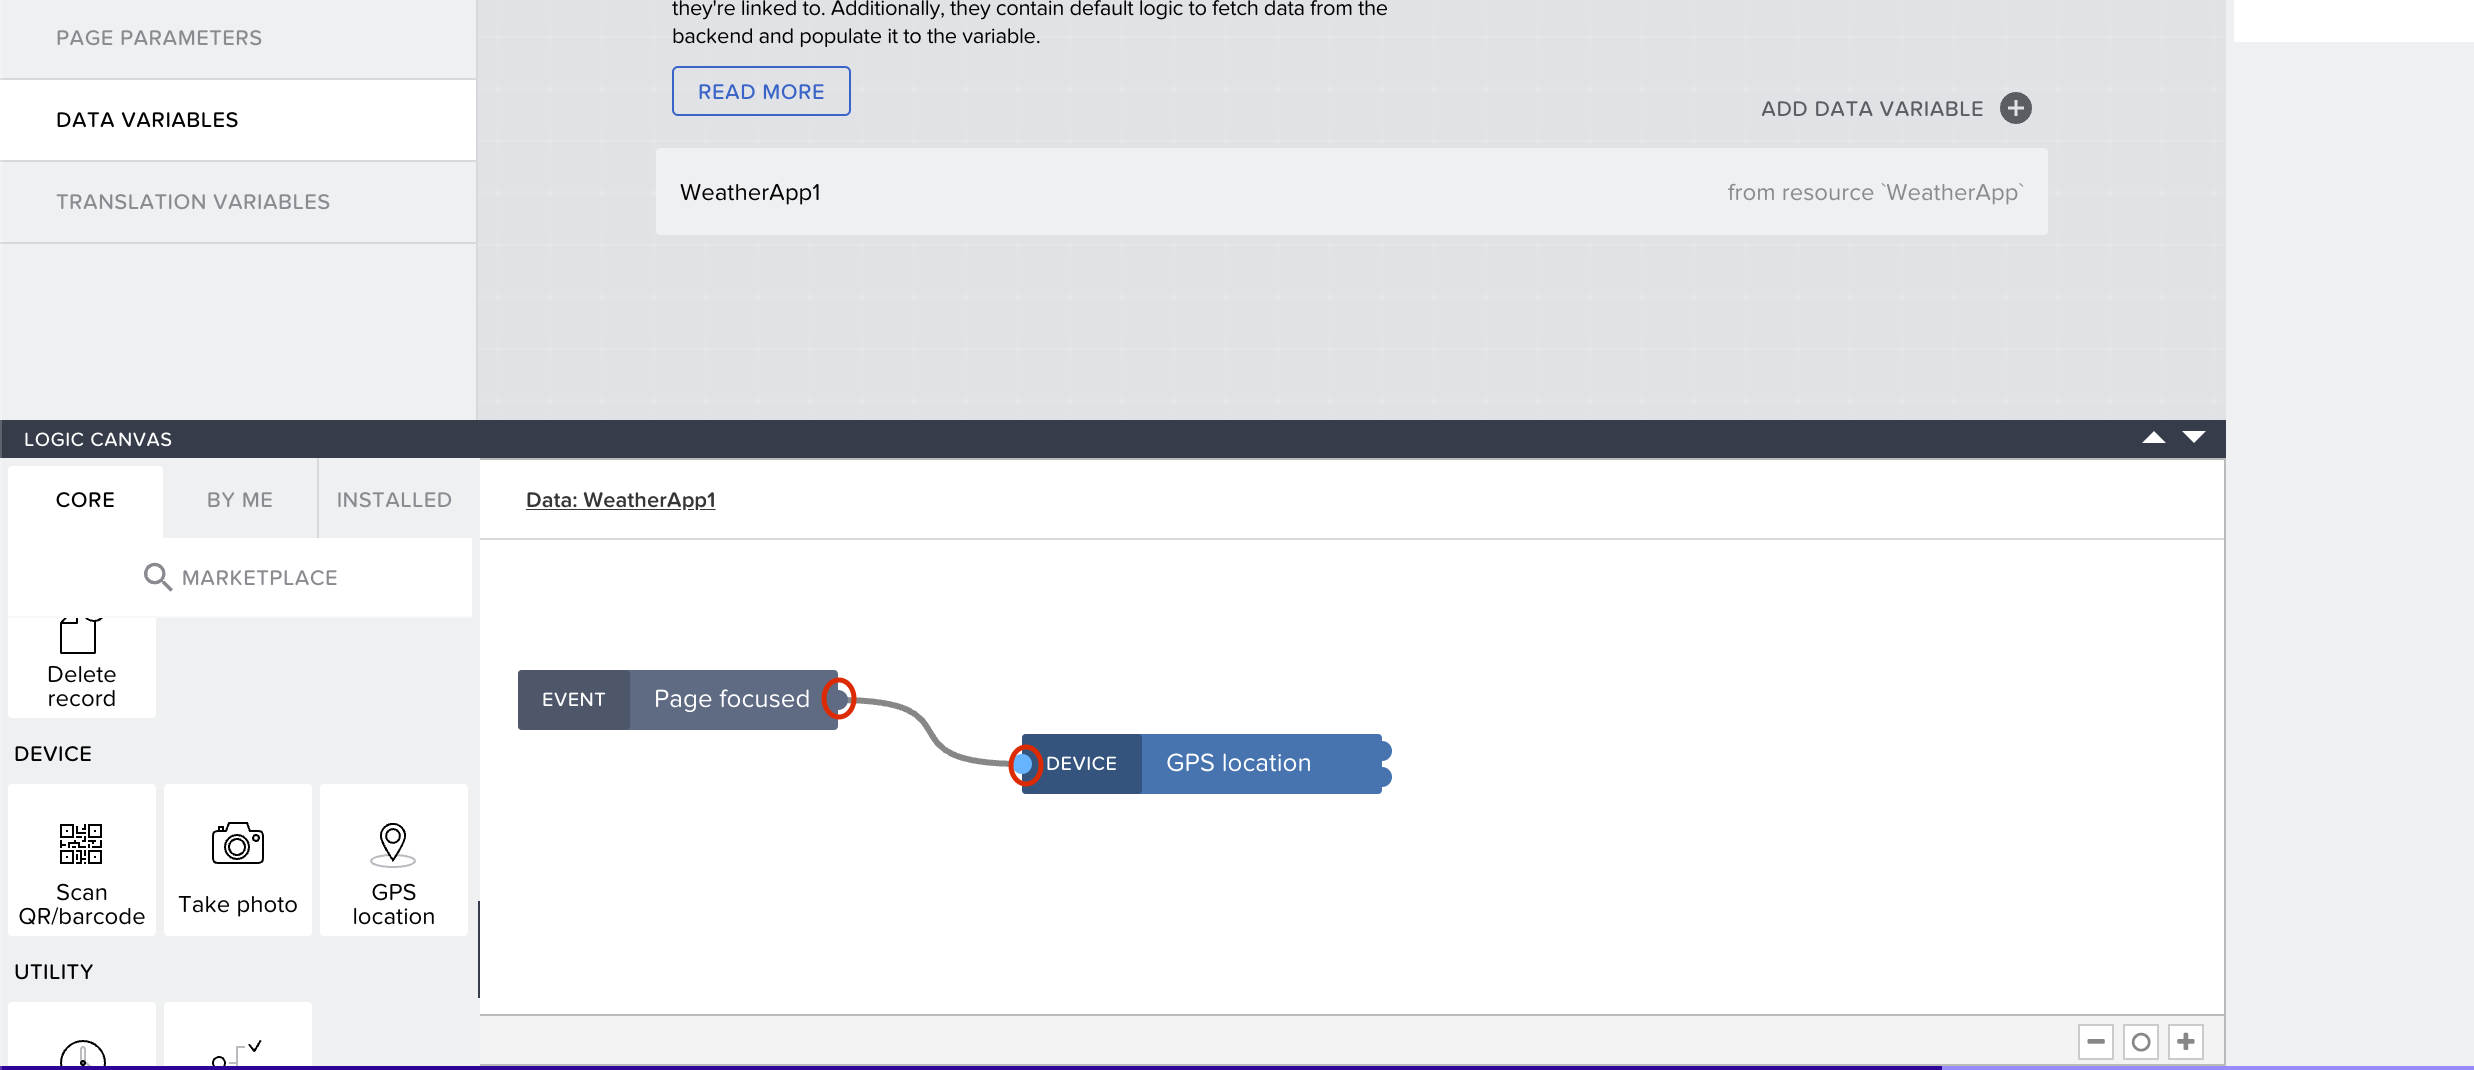 they're linked to. Additionally, they contain default logic to fetch data from the
backend and populate it to the variable.
READ MORE
PAGE PARAMETERS
DATA VARIABLES
TRANSLATION VARIABLES
ADD DATA VARIABLE
WeatherApp1
from resource `WeatherApp`
LOGIC CANVAS
CORE
BY ME
INSTALLED
MARKETPLACE
Delete
record
DEVICE
Scan
QR/barcode
Take photo
GPS
location
UTILITY
Data: WeatherApp1
EVENT
Page focused
DEVICE
GPS location